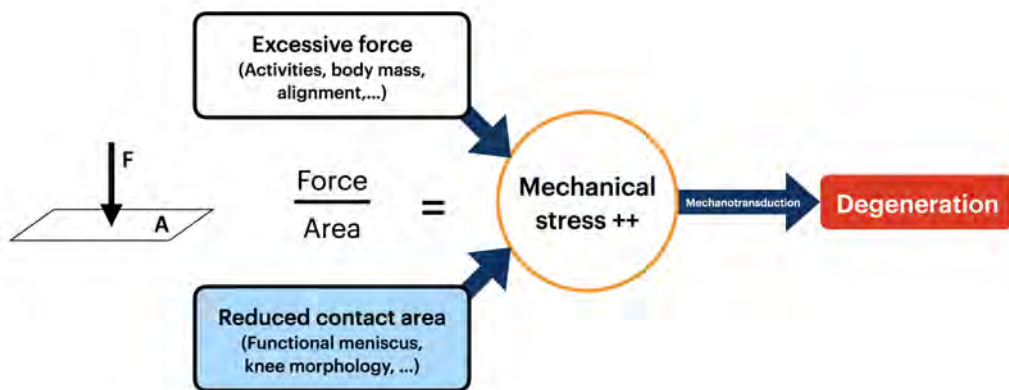 Excessive force
(Activities, body mass,
alignment,...)
F
A
Force
Area
=
Mechanical
stress ++
Mechanotransduction
Degeneration
Reduced contact area
(Functional meniscus,
knee morphology, ...)